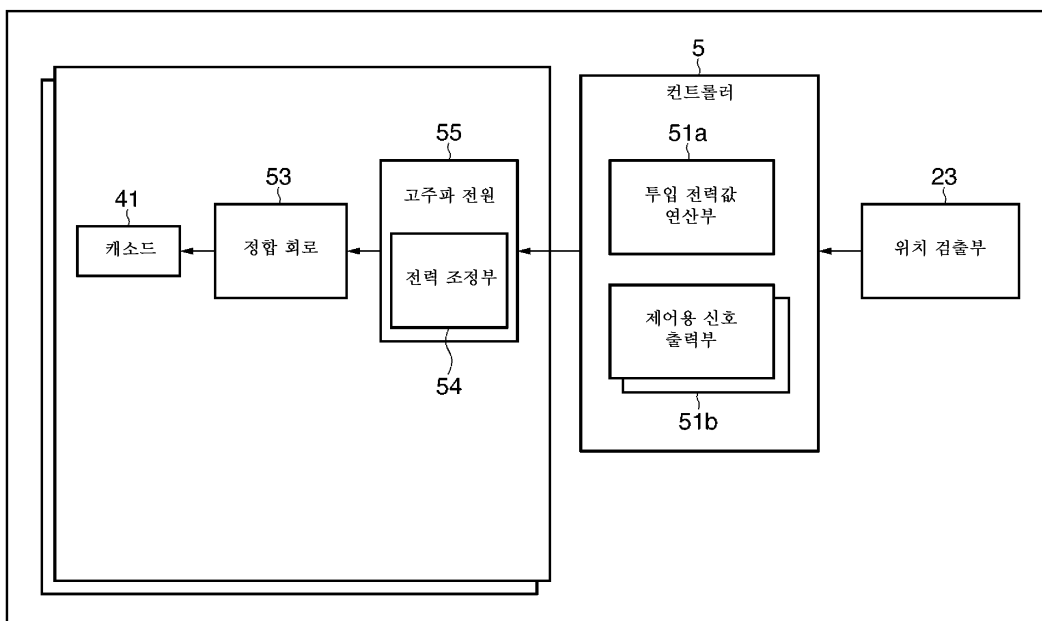 5
컨트롤러
51a
투입 전력값
연산부
제어용 신호
출력부
51b
23
위치 검출부
55
고주파 전원
전력 조정부
54
53
정합 회로
41
캐소드